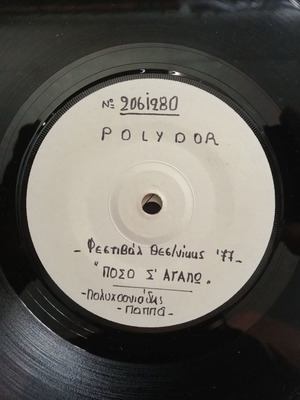 Nº 2061280
POLYDOR
- Φεστιβάλ Θεσ/νίκης '77 -
"ΠΟΣΟ Σ' ΑΓΑΠΩ"
- Πολυχρονιάδης
- Παππά -